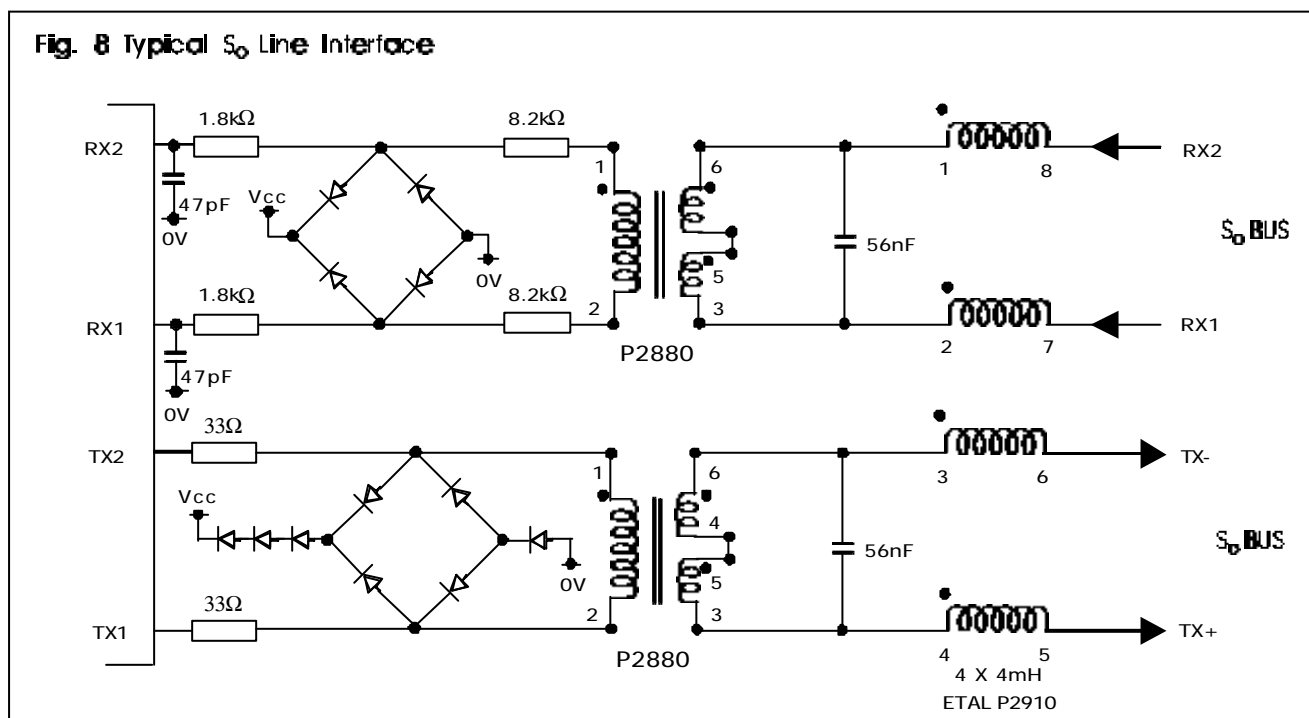 Fig. 8 Typical So Line Interface
1.8kΩ
8.2kΩ
RX2
47pF
0V
Vcc
0V
1
6
5
2
3
56nF
1
8
RX2
So BUS
1.8kΩ
8.2kΩ
RX1
47pF
0V
P2880
2
7
RX1
33Ω
TX2
Vcc
0V
1
6
4
5
2
3
56nF
3
6
TX-
So BUS
33Ω
TX1
P2880
4
5
TX+
4 X 4mH
ETAL P2910